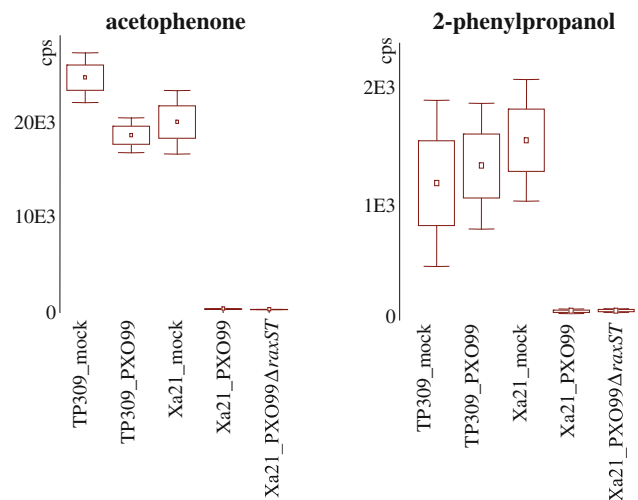 acetophenone
cps
20E3
10E3
0
TP309_mock
TP309_PXO99
Xa21_mock
Xa21_PXO99
Xa21_PXO99ΔraxST
2-phenylpropanol
cps
2E3
1E3
0
TP309_mock
TP309_PXO99
Xa21_mock
Xa21_PXO99
Xa21_PXO99ΔraxST